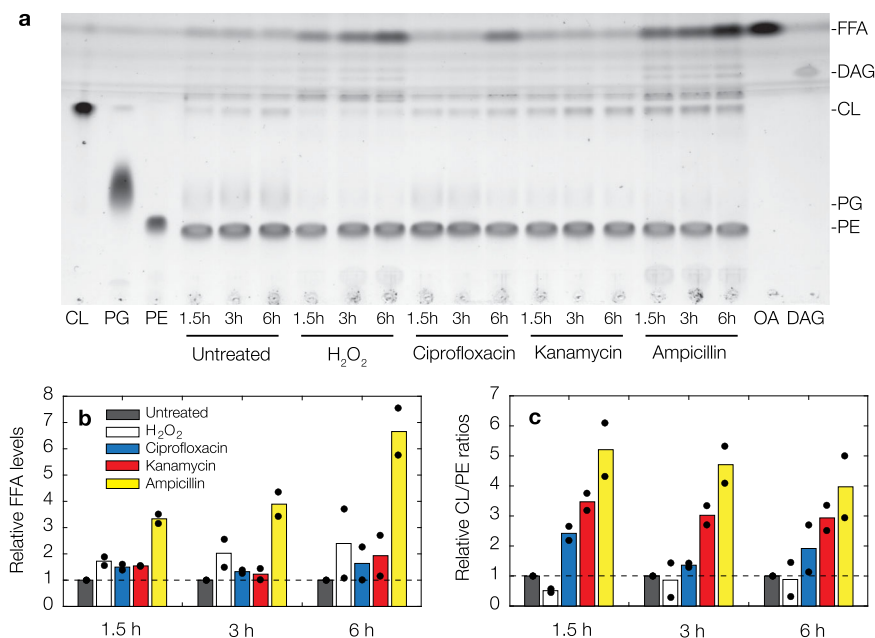 a
-FFA
-DAG
-CL
-PG
-PE
CL PG PE 1.5h 3h 6h 1.5h 3h 6h 1.5h 3h 6h 1.5h 3h 6h 1.5h 3h 6h OA DAG
Untreated H₂O₂ Ciprofloxacin Kanamycin Ampicillin
b
Relative FFA levels
8
7
6
5
4
3
2
1
0
Untreated
H₂O₂
Ciprofloxacin
Kanamycin
Ampicillin
1.5 h 3 h 6 h
c
Relative CL/PE ratios
7
6
5
4
3
2
1
0
1.5 h 3 h 6 h